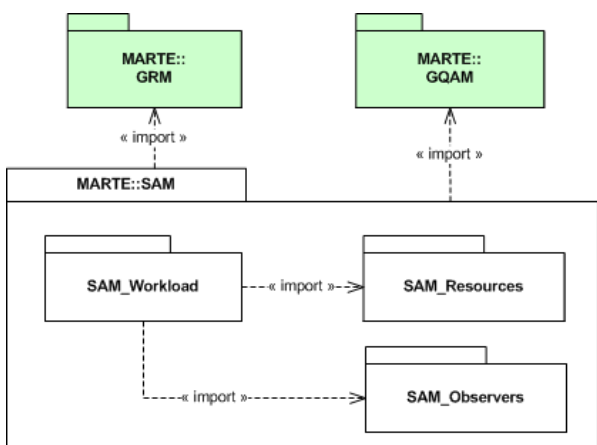 MARTE::
GRM
MARTE::
GQAM
« import »
« import »
MARTE::SAM
SAM_Workload
« import »
SAM_Resources
« import »
SAM_Observers